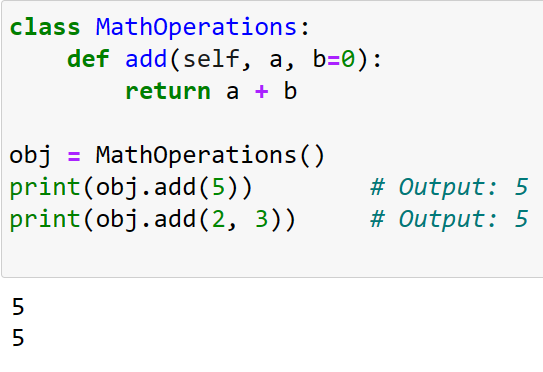 class MathOperations:
    def add(self, a, b=0):
        return a + b

obj = MathOperations()
print(obj.add(5))        # Output: 5
print(obj.add(2, 3))     # Output: 5

5
5